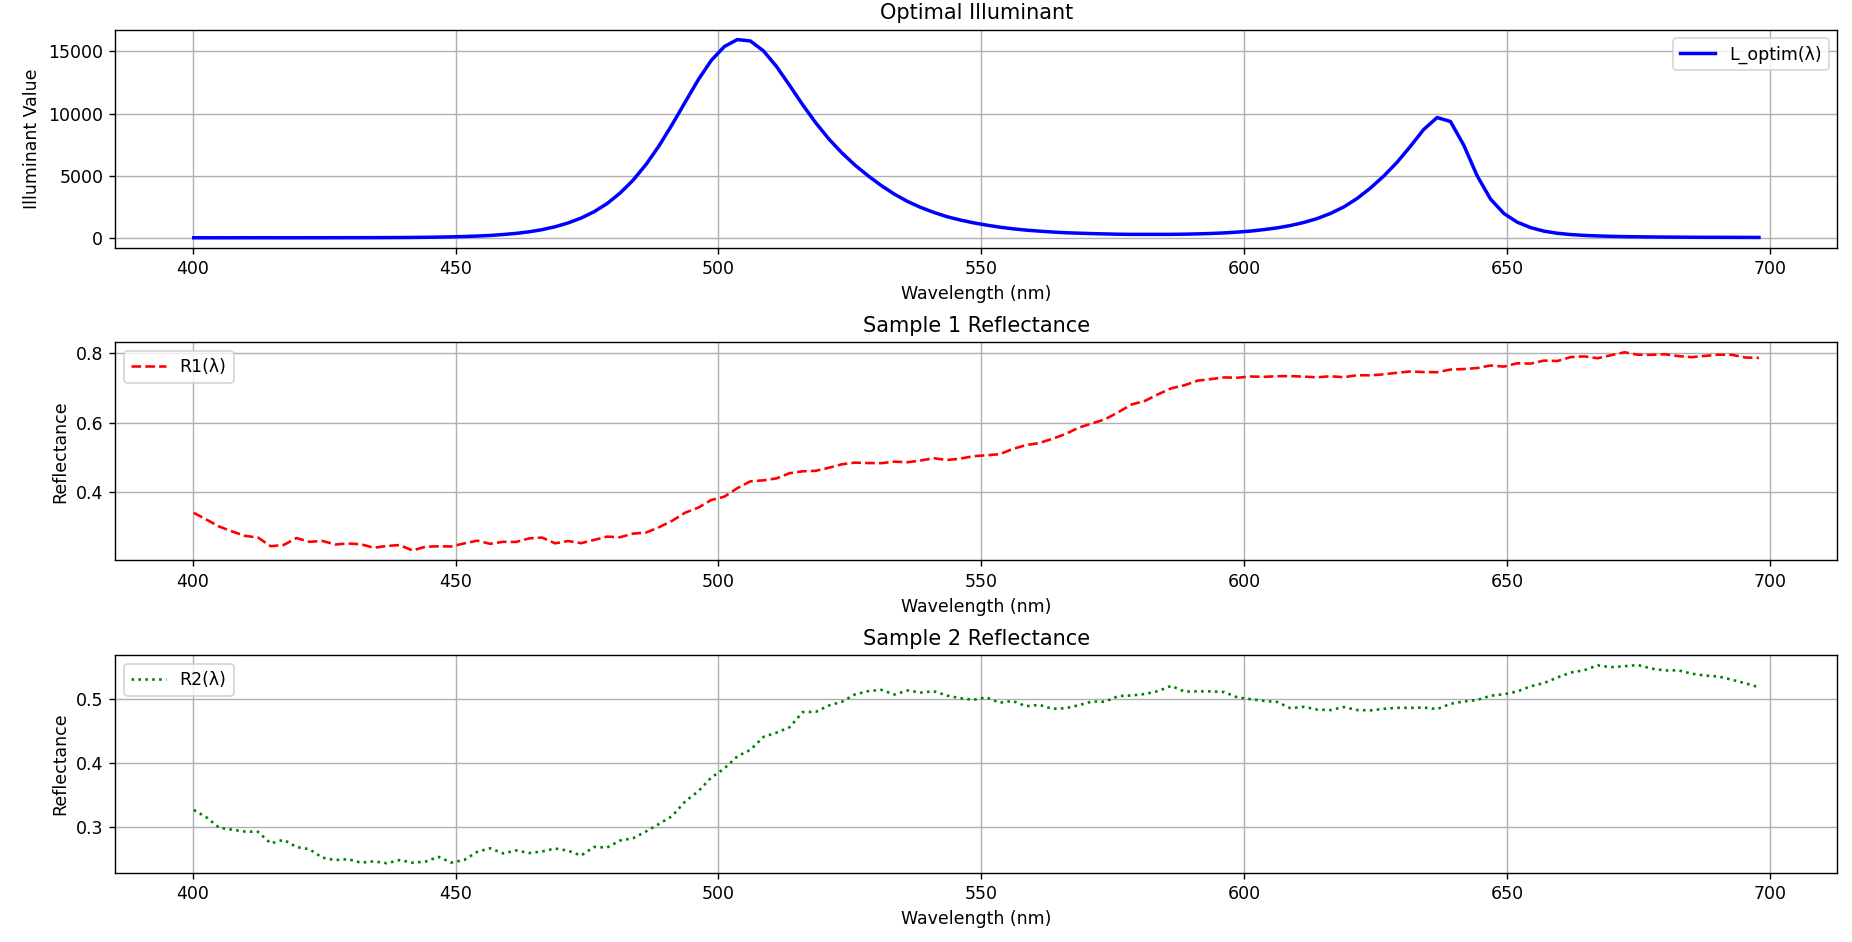 Optimal Illuminant
Illuminant Value
15000
10000
5000
0
L_optim(λ)
400 450 500 550 600 650 700
Wavelength (nm)
Sample 1 Reflectance
Reflectance
0.8
0.6
0.4
R1(λ)
400 450 500 550 600 650 700
Wavelength (nm)
Sample 2 Reflectance
Reflectance
0.5
0.4
0.3
R2(λ)
400 450 500 550 600 650 700
Wavelength (nm)